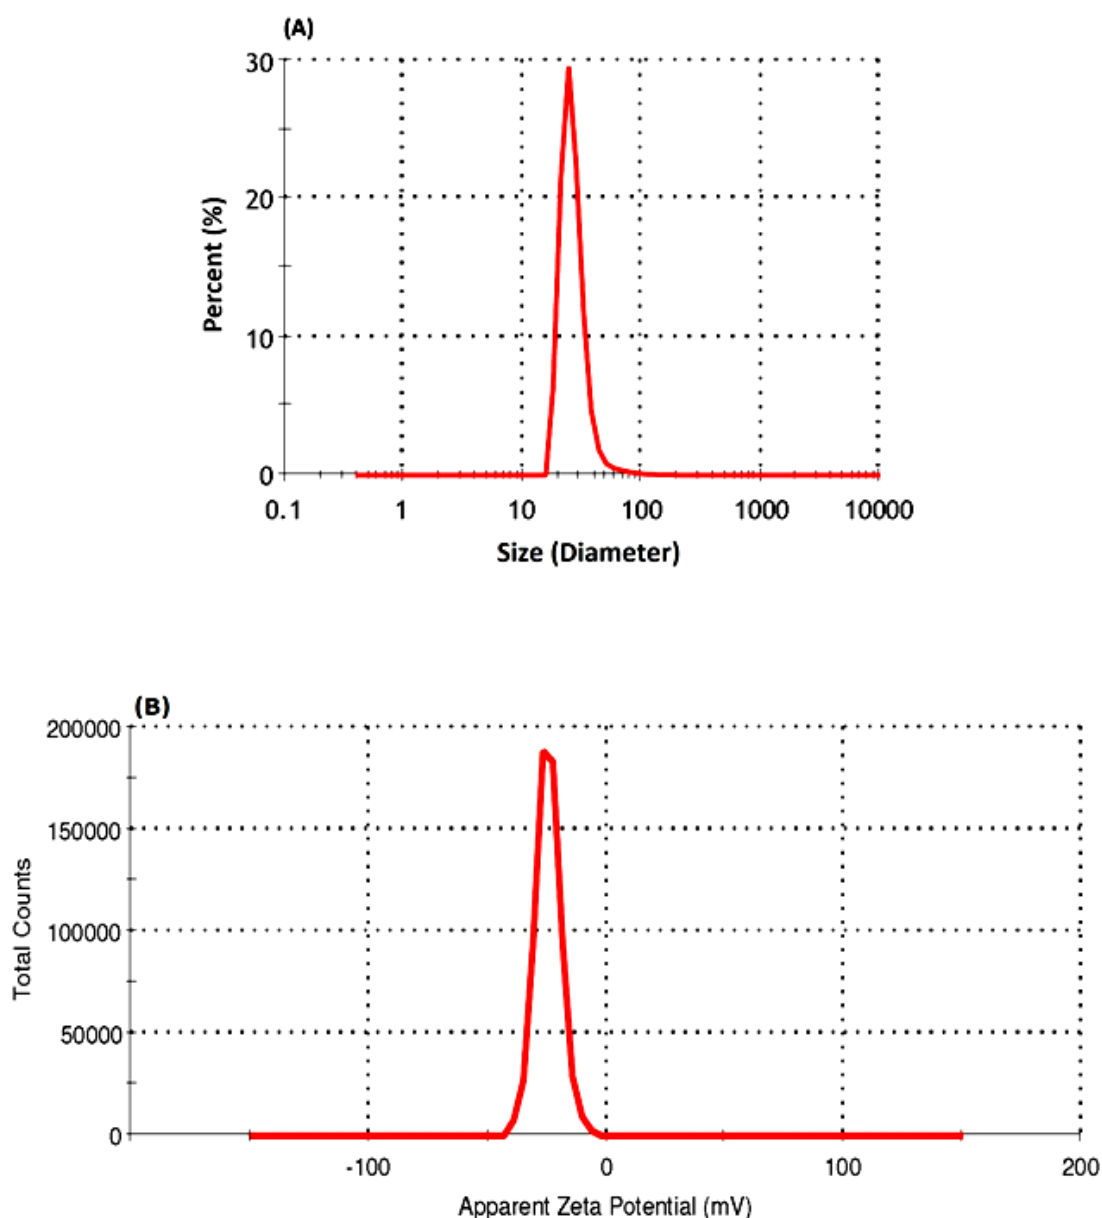 (A)
30
20
10
0
Percent (%)
0.1 1 10 100 1000 10000
Size (Diameter)
(B)
200000
150000
100000
50000
0
Total Counts
-100 0 100 200
Apparent Zeta Potential (mV)